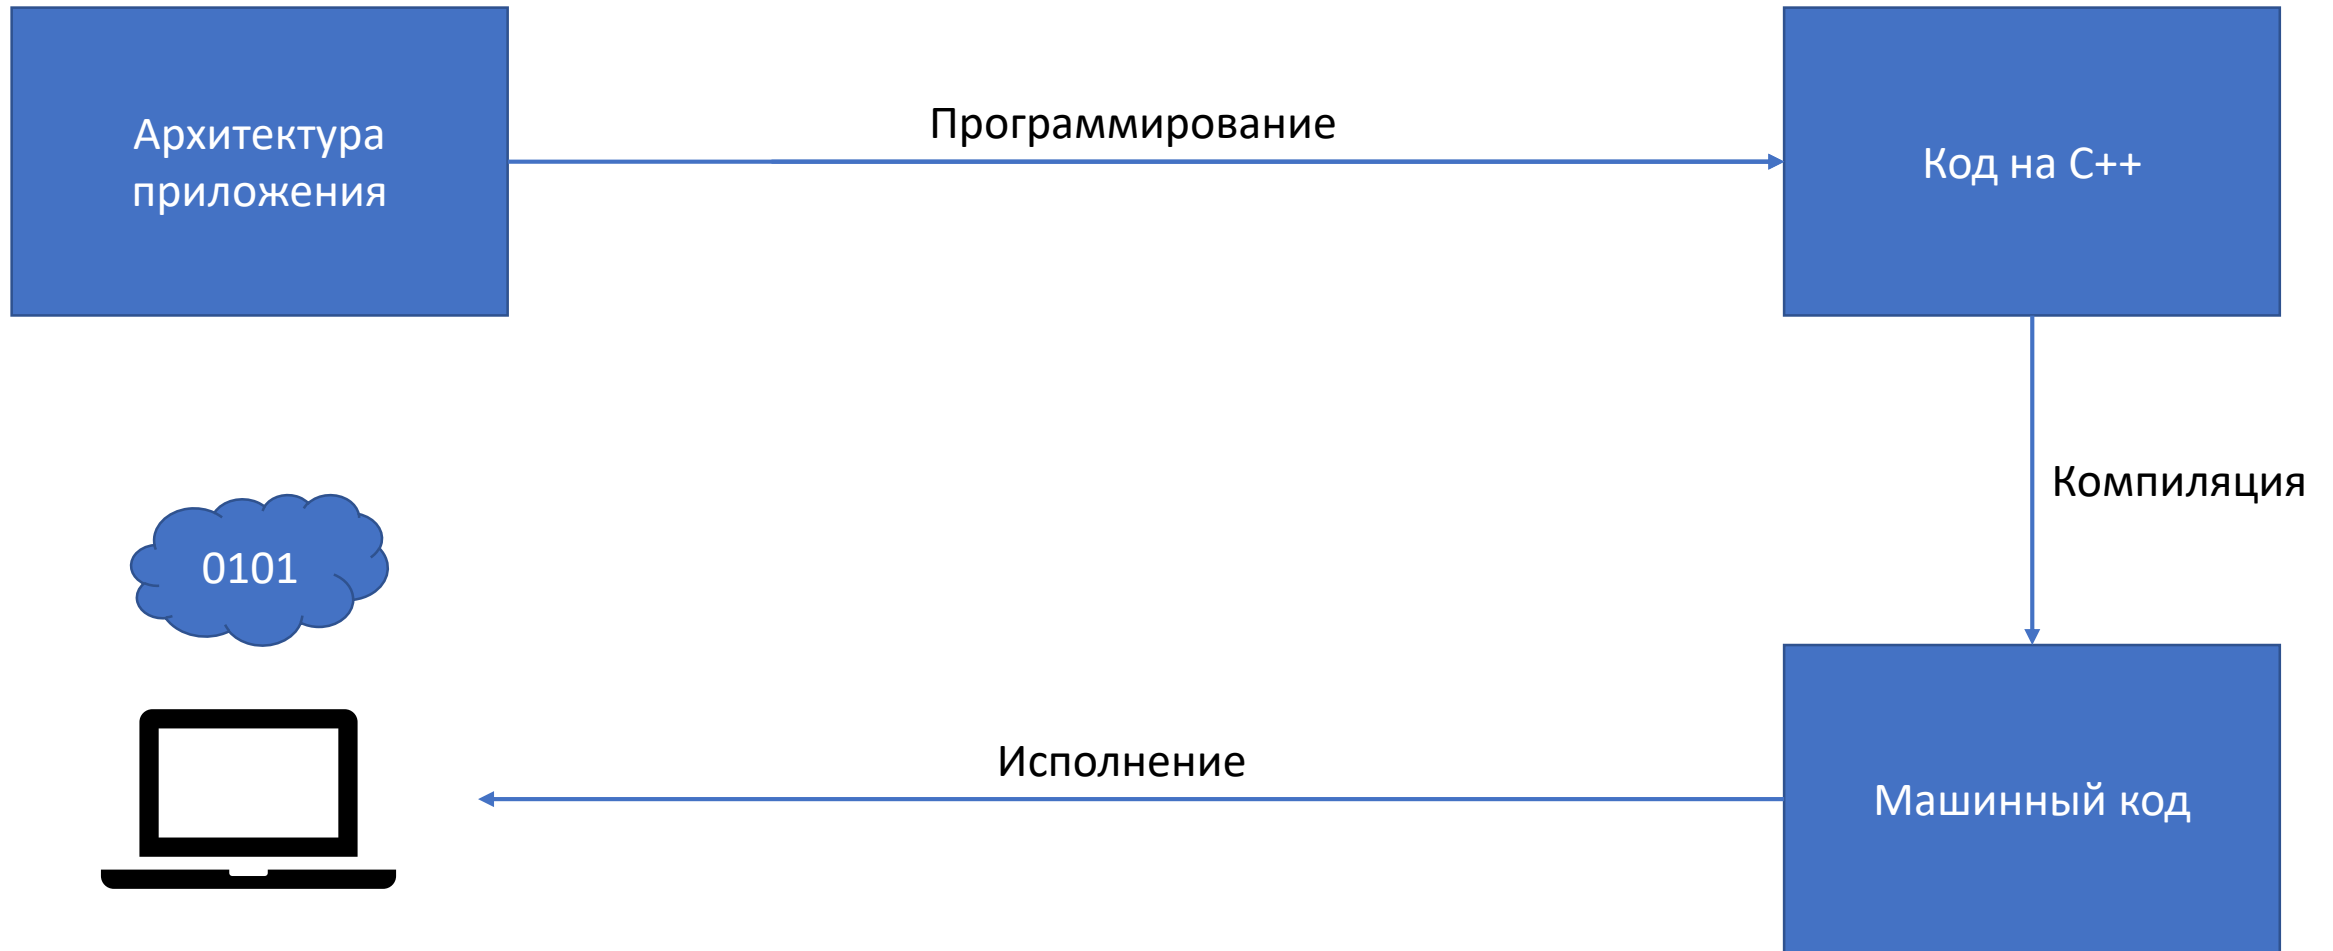 Архитектура
приложения
Программирование
Код на C++
Компиляция
0101
Исполнение
Машинный код